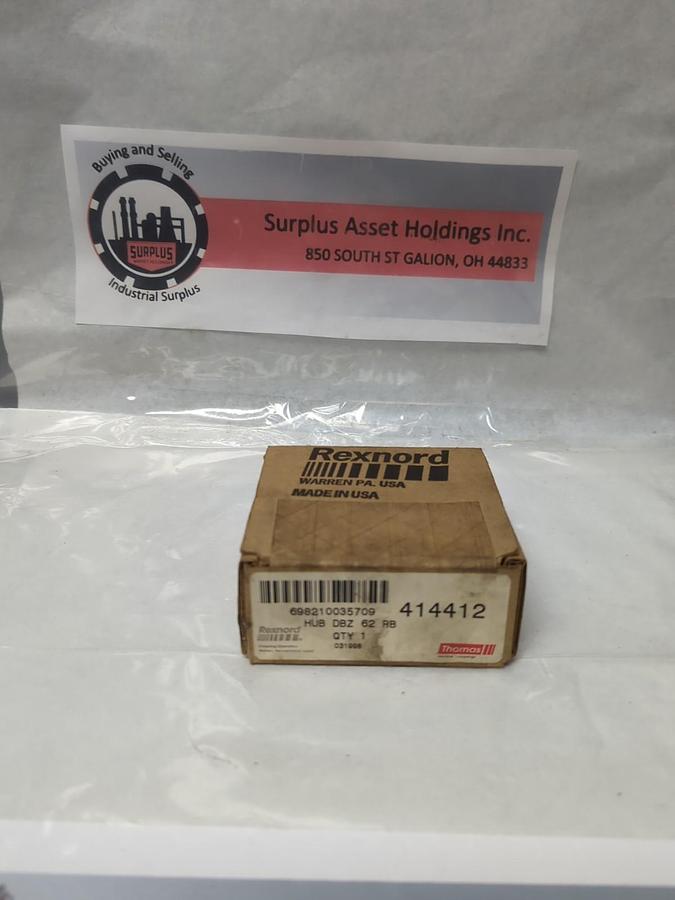 Buying and Selling
SURPLUS
Industrial Surplus
Surplus Asset Holdings Inc.
850 SOUTH ST GALION, OH 44833
Rexnord
WARREN PA. USA
MADE IN USA
698210035709
414412
HUB DBZ 62 RB
Rexnord
QTY 1
031998
Thomas